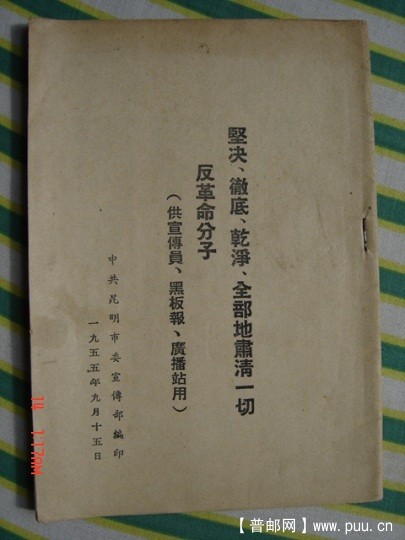 堅决、徹底、乾淨、全部地肅清一切
反革命分子
（供宣傳員、黑板報、廣播站用）
中共昆明市委宣傳部編印
一九五五年九月十五日
【普邮网】www.puu.cn